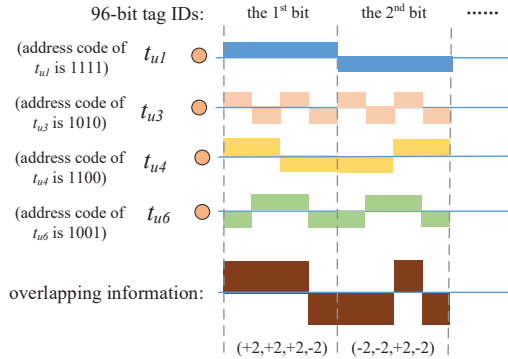 96-bit tag IDs: the 1st bit the 2nd bit ......
(address code of
tu1 is 1111) tu1
(address code of
tu3 is 1010) tu3
(address code of
tu4 is 1100) tu4
(address code of
tu6 is 1001) tu6
overlapping information:
(+2,+2,+2,-2) (-2,-2,+2,-2)